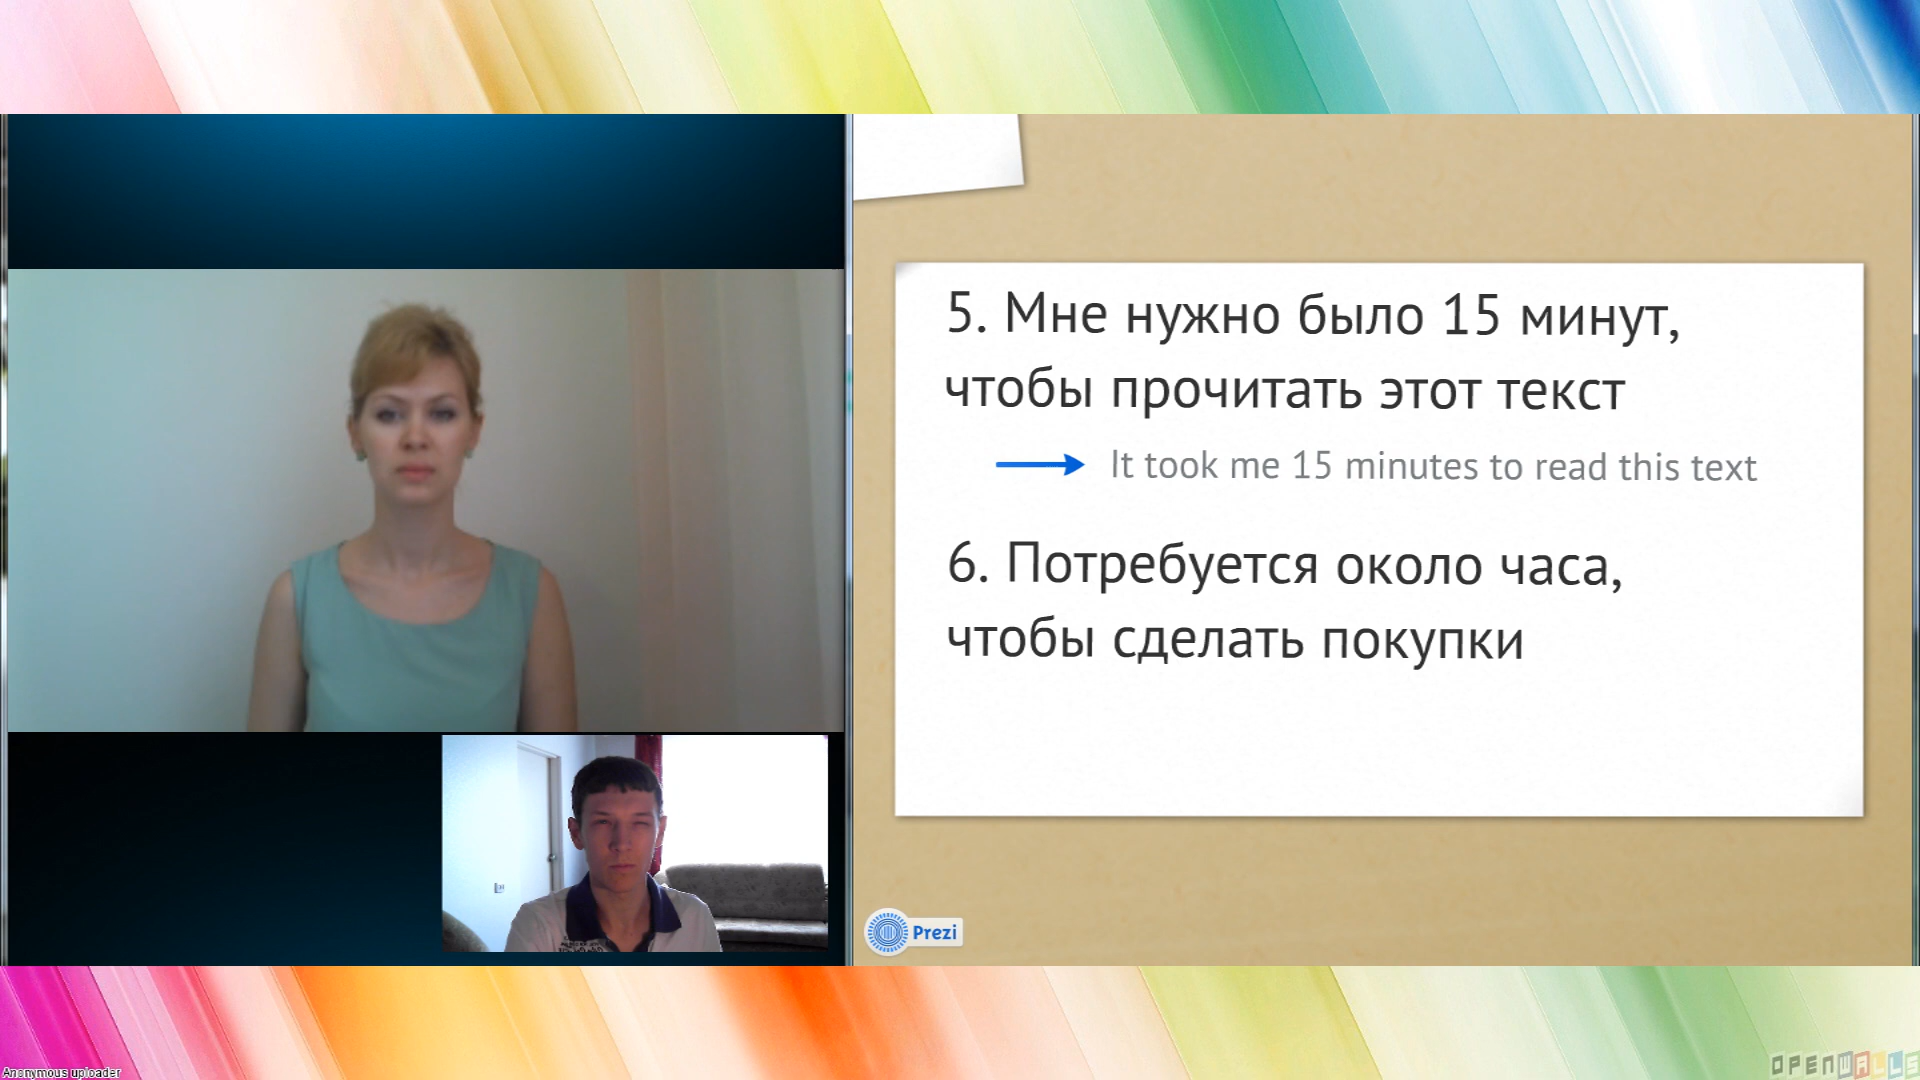 5. Мне нужно было 15 минут,
чтобы прочитать этот текст
It took me 15 minutes to read this text
6. Потребуется около часа,
чтобы сделать покупки
Prezi
Anonymous uploader
OPENWALLS